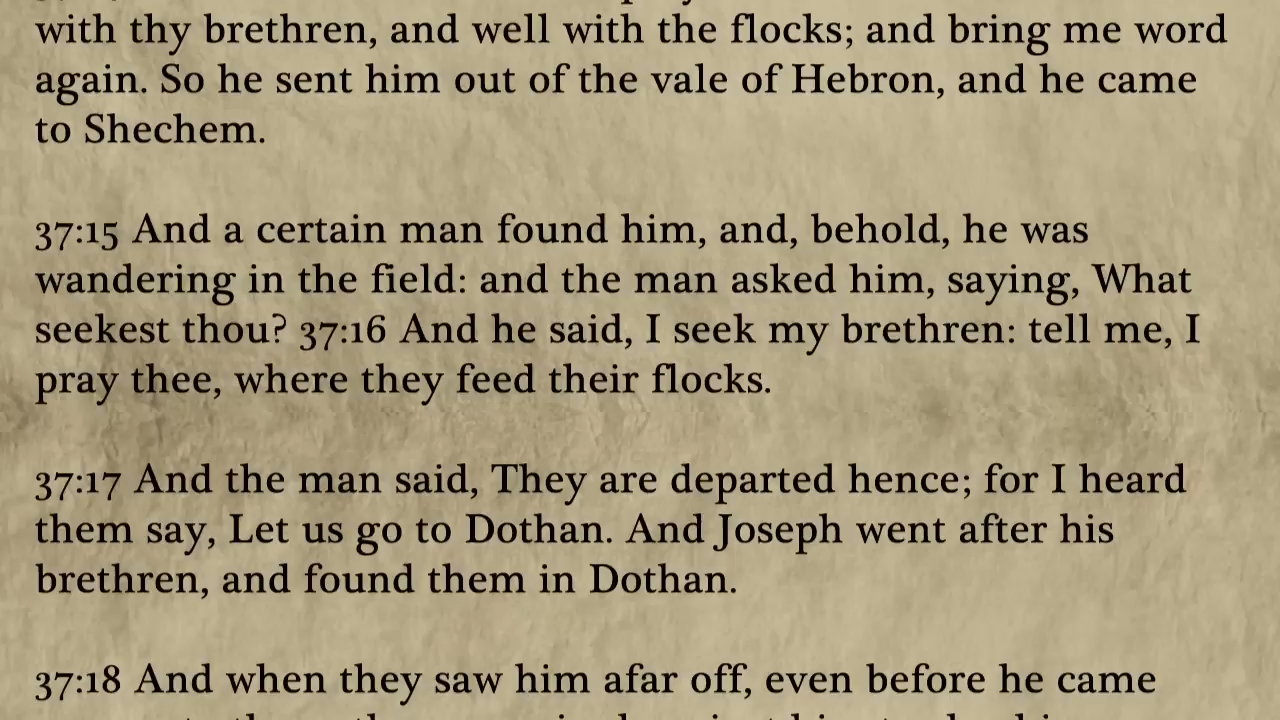 with thy brethren, and well with the flocks; and bring me word
again. So he sent him out of the vale of Hebron, and he came
to Shechem.
37:15 And a certain man found him, and, behold, he was
wandering in the field: and the man asked him, saying, What
seekest thou? 37:16 And he said, I seek my brethren: tell me, I
pray thee, where they feed their flocks.
37:17 And the man said, They are departed hence; for I heard
them say, Let us go to Dothan. And Joseph went after his
brethren, and found them in Dothan.
37:18 And when they saw him afar off, even before he came